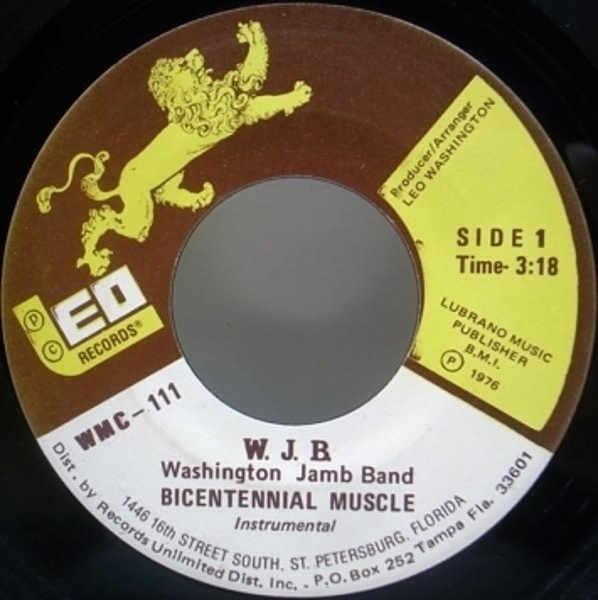 Producer/Arranger
LEO WASHINGTON
SIDE 1
Time- 3:18
LUBRANO MUSIC
PUBLISHER
B.M.I.
Ⓟ 1976
Ⓟ LEO
© RECORDS®
WMC-111
W. J. B.
Washington Jamb Band
BICENTENNIAL MUSCLE
Instrumental
1446 16th STREET SOUTH, ST. PETERSBURG, FLORIDA
Dist. by Records Unlimited Dist. Inc. - P.O. Box 252 Tampa Fla. 33601